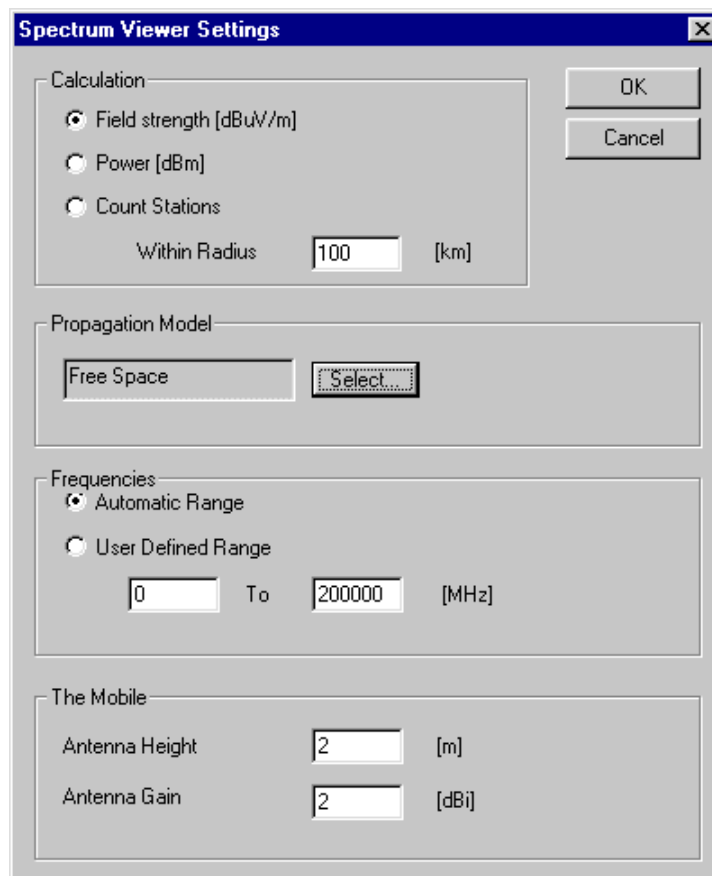 Spectrum Viewer Settings
Calculation
OK
Field strength [dBuV/m]
Cancel
Power [dBm]
Count Stations
Within Radius 100 [km]
Propagation Model
Free Space Select...
Frequencies
Automatic Range
User Defined Range
0 To 200000 [MHz]
The Mobile
Antenna Height 2 [m]
Antenna Gain 2 [dBi]